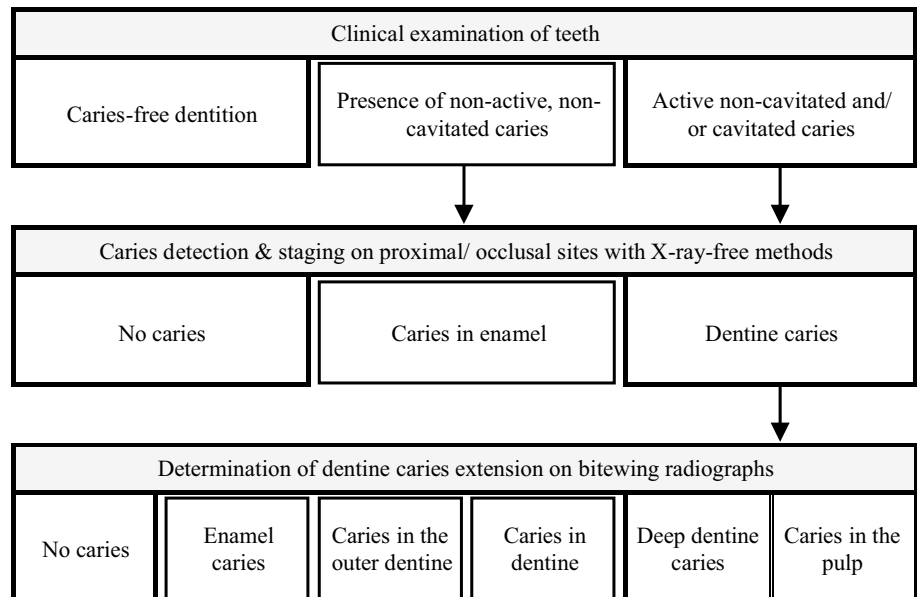 Clinical examination of teeth
Caries-free dentition
Presence of non-active, non-
cavitated caries
Active non-cavitated and/
or cavitated caries
Caries detection & staging on proximal/ occlusal sites with X-ray-free methods
No caries
Caries in enamel
Dentine caries
Determination of dentine caries extension on bitewing radiographs
No caries
Enamel
caries
Caries in the
outer dentine
Caries in
dentine
Deep dentine
caries
Caries in the
pulp